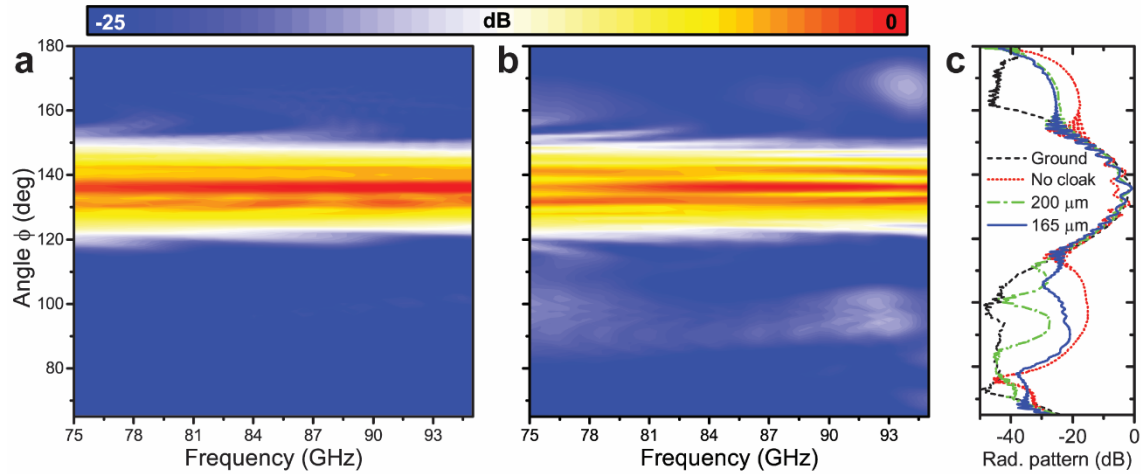 -25 dB 0
a
b
c
180
160
140
120
100
80
Angle ϕ (deg)
75 78 81 84 87 90 93
Frequency (GHz)
75 78 81 84 87 90 93
Frequency (GHz)
Ground
No cloak
200 µm
165 µm
-40 -20 0
Rad. pattern (dB)